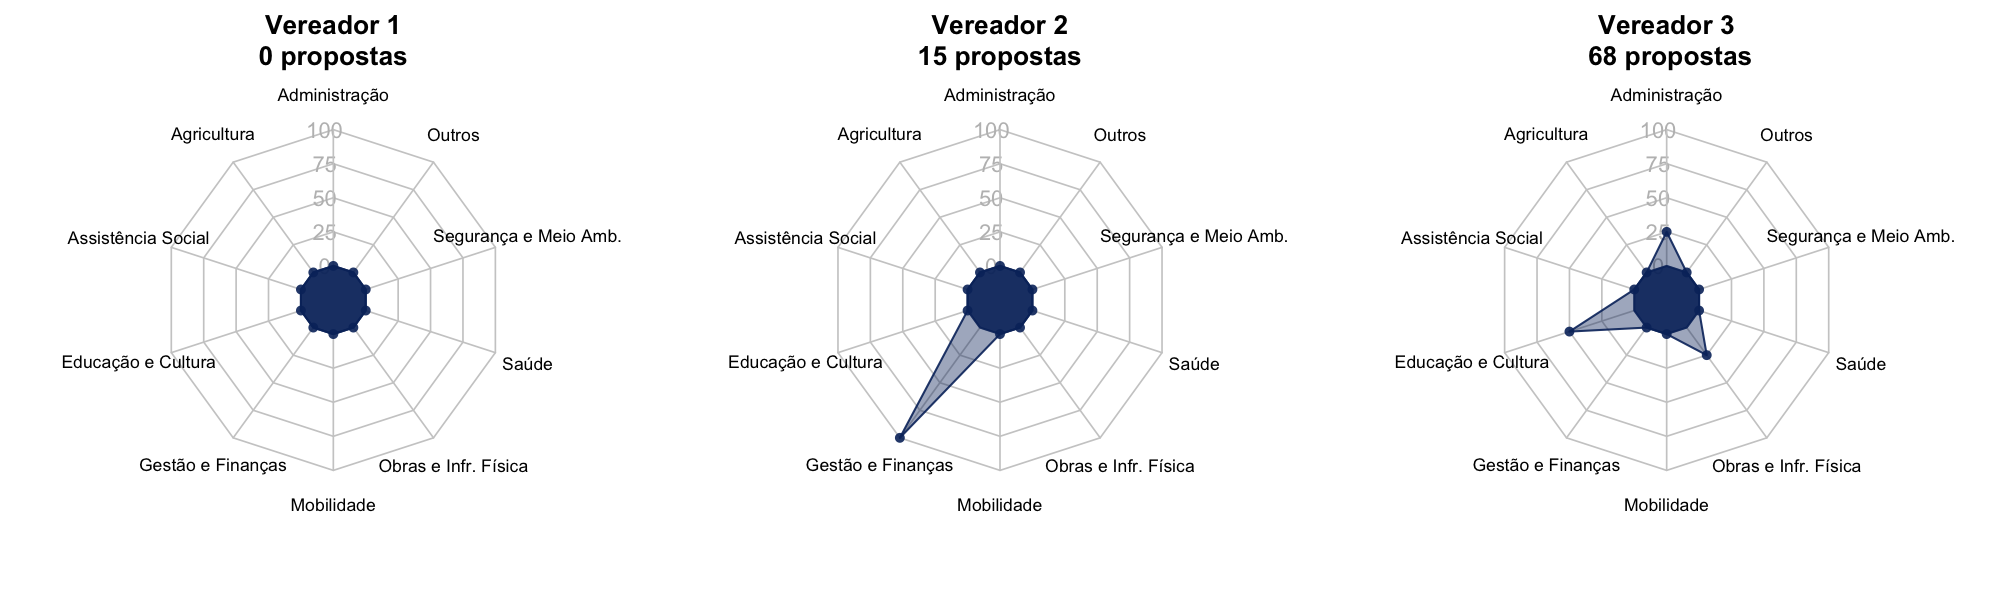 Vereador 1
0 propostas
Administração
Agricultura
Outros
100
75
50
25
0
Assistência Social
Segurança e Meio Amb.
Educação e Cultura
Saúde
Gestão e Finanças
Obras e Infr. Física
Mobilidade
Vereador 2
15 propostas
Administração
Agricultura
Outros
100
75
50
25
0
Assistência Social
Segurança e Meio Amb.
Educação e Cultura
Saúde
Gestão e Finanças
Obras e Infr. Física
Mobilidade
Vereador 3
68 propostas
Administração
Agricultura
Outros
100
75
50
25
0
Assistência Social
Segurança e Meio Amb.
Educação e Cultura
Saúde
Gestão e Finanças
Obras e Infr. Física
Mobilidade